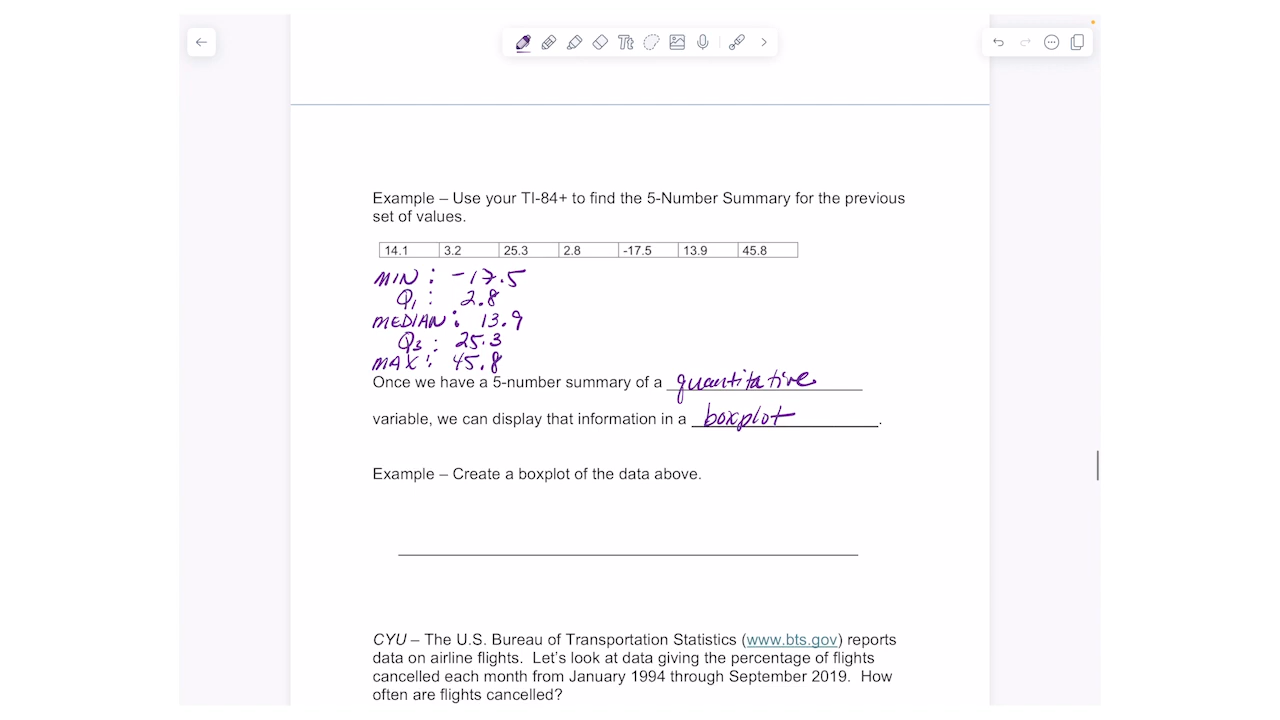 Example – Use your TI-84+ to find the 5-Number Summary for the previous
set of values.
14.1 3.2 25.3 2.8 -17.5 13.9 45.8
MIN : -17.5
Q1 : 2.8
MEDIAN : 13.9
Q3 : 25.3
MAX : 45.8
Once we have a 5-number summary of a quantitative
variable, we can display that information in a boxplot.
Example – Create a boxplot of the data above.
CYU – The U.S. Bureau of Transportation Statistics (www.bts.gov) reports
data on airline flights. Let's look at data giving the percentage of flights
cancelled each month from January 1994 through September 2019. How
often are flights cancelled?